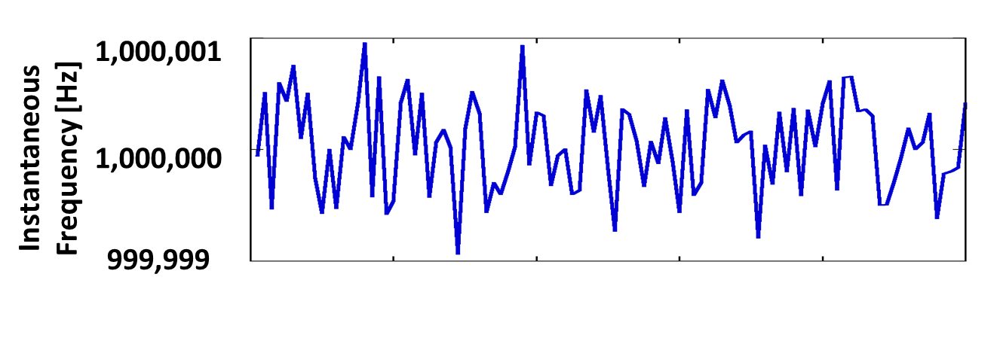 Instantaneous
Frequency [Hz]
1,000,001
1,000,000
999,999